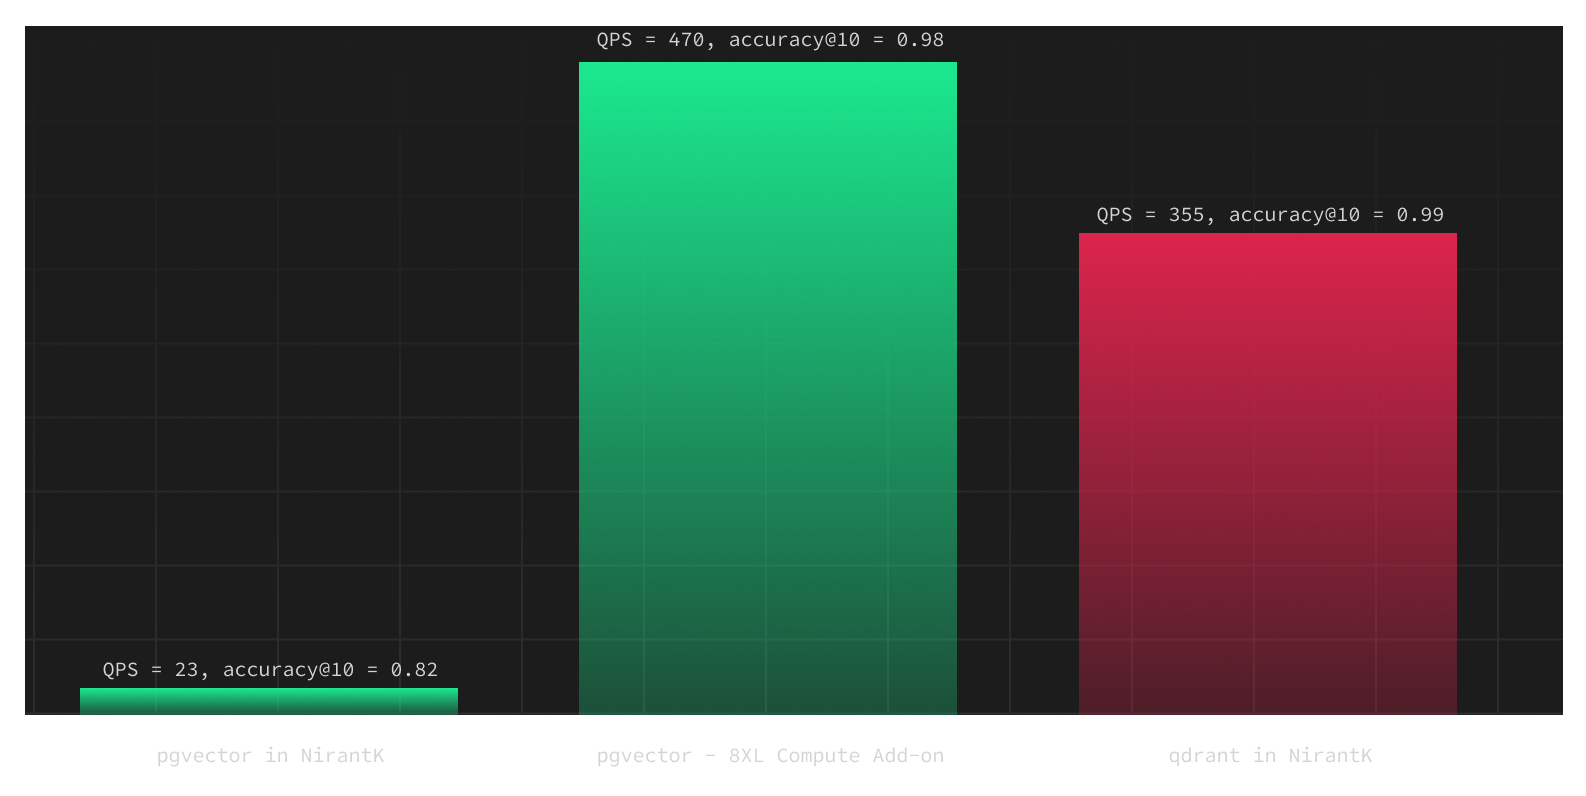 QPS = 470, accuracy@10 = 0.98
QPS = 355, accuracy@10 = 0.99
QPS = 23, accuracy@10 = 0.82
pgvector in NirantK
pgvector - 8XL Compute Add-on
qdrant in NirantK